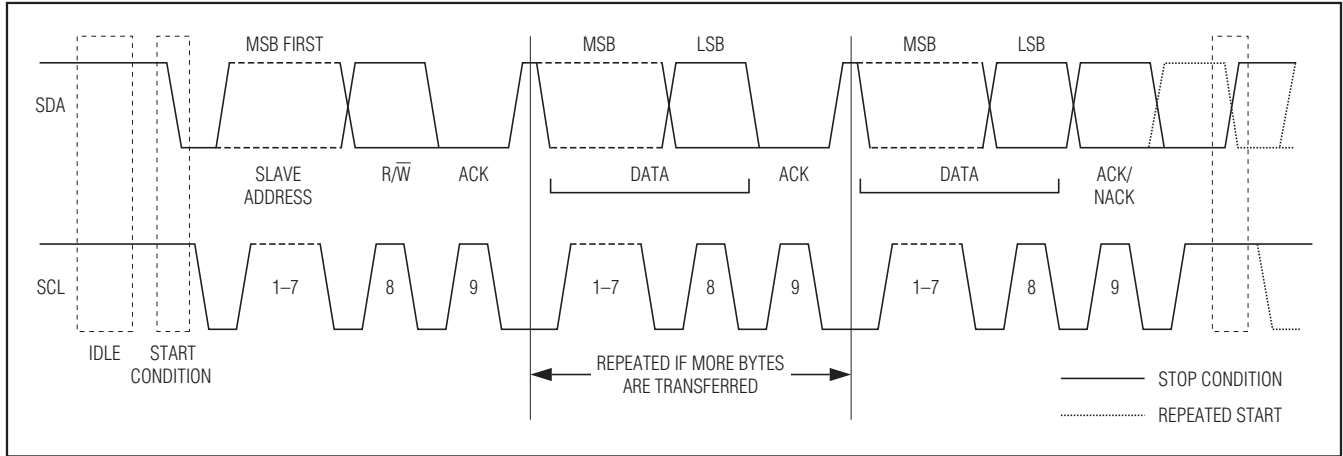 MSB FIRST
MSB
LSB
MSB
LSB
SDA
SLAVE
ADDRESS
R/W̅
ACK
DATA
ACK
DATA
ACK/
NACK
SCL
1–7
8
9
1–7
8
9
1–7
8
9
IDLE
START
CONDITION
REPEATED IF MORE BYTES
ARE TRANSFERRED
STOP CONDITION
REPEATED START